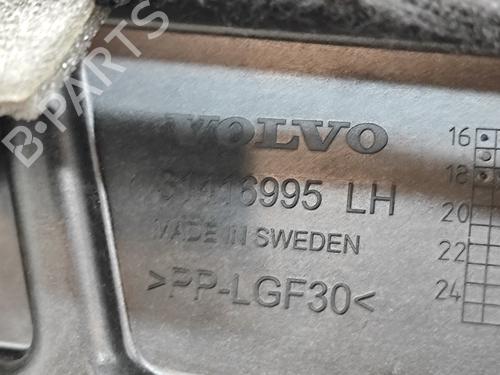 B-PARTS
VOLVO
31416995 LH
MADE IN SWEDEN
>PP-LGF30<
16
18
20
22
24